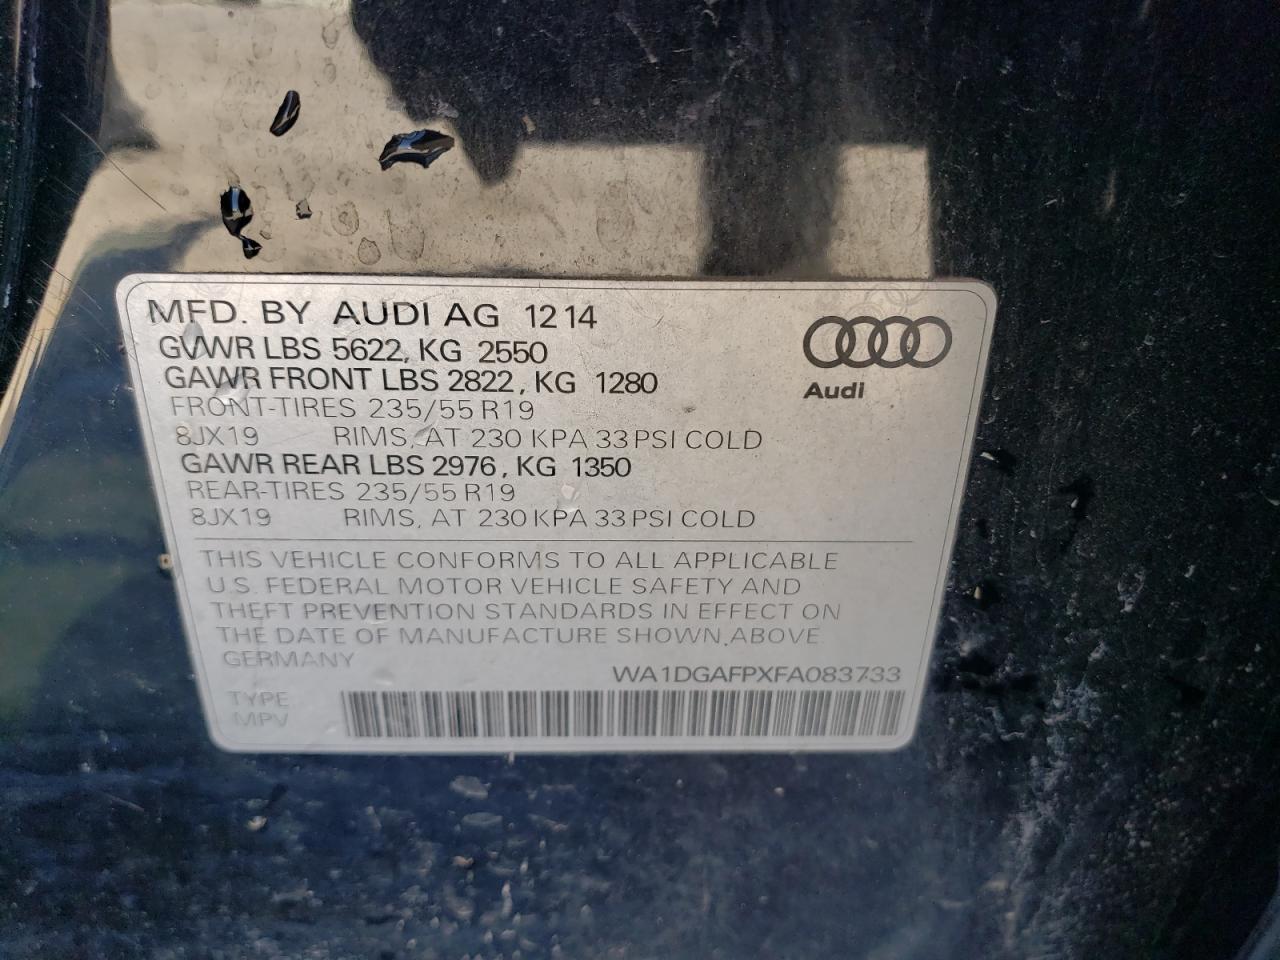 MFD. BY AUDI AG 12 14
GVWR LBS 5622, KG 2550
GAWR FRONT LBS 2822, KG 1280
FRONT-TIRES 235/55 R19
8JX19 RIMS, AT 230 KPA 33 PSI COLD
GAWR REAR LBS 2976, KG 1350
REAR-TIRES 235/55 R19
8JX19 RIMS, AT 230 KPA 33 PSI COLD
Audi
THIS VEHICLE CONFORMS TO ALL APPLICABLE
U.S. FEDERAL MOTOR VEHICLE SAFETY AND
THEFT PREVENTION STANDARDS IN EFFECT ON
THE DATE OF MANUFACTURE SHOWN ABOVE
GERMANY
WA1DGAFPXFA083733
TYPE
MPV